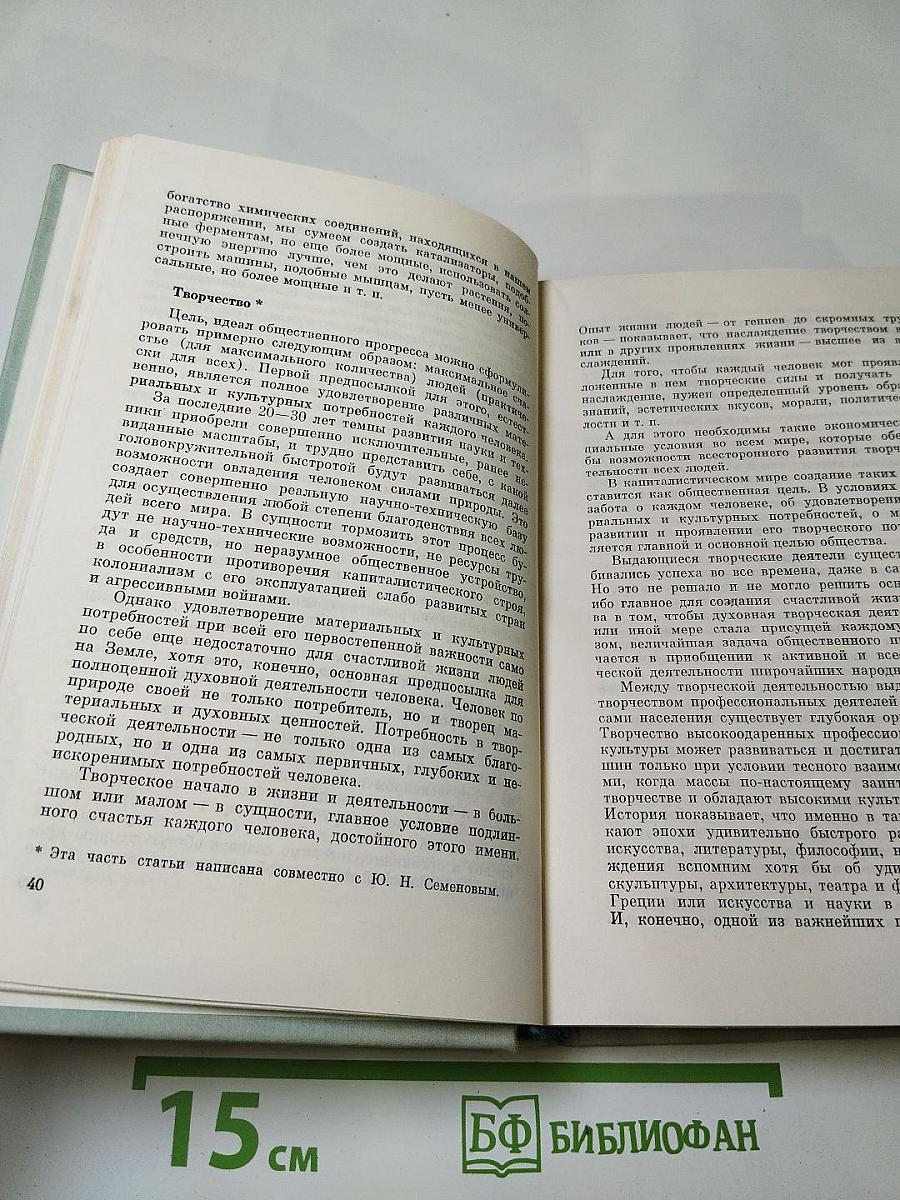 богатство химических соединений, находящихся в нашем
распоряжении, мы сумеем создать катализаторы, подоб-
ные ферментам, но еще более мощные, использовать сол-
нечную энергию лучше, чем это делают растения, по-
строить машины, подобные мышцам, пусть менее универ-
сальные, но более мощные и т. п.
Творчество *
Цель, идеал общественного прогресса можно сформули-
ровать примерно следующим образом: максимальное сча-
стье (для максимального количества) людей (практиче-
ски для всех). Первой предпосылкой для этого, естест-
венно, является полное удовлетворение различных мате-
риальных и культурных потребностей каждого человека.
За последние 20—30 лет темпы развития науки и тех-
ники приобрели совершенно исключительные, ранее не-
виданные масштабы, и трудно представить себе, с какой
головокружительной быстротой будут развиваться далее
возможности овладения человеком силами природы. Это
создает совершенно реальную научно-техническую базу
для осуществления любой степени благоденствия всех лю-
дей всего мира. В сущности тормозить этот процесс бу-
дут не научно-технические возможности, не ресурсы тру-
да и средств, но неразумное общественное устройство,
в особенности противоречия капиталистического строя,
колониализм с его эксплуатацией слабо развитых стран
и агрессивными войнами.
Однако удовлетворение материальных и культурных
потребностей при всей его первостепенной важности само
по себе еще недостаточно для счастливой жизни людей
на Земле, хотя это, конечно, основная предпосылка для
полноценной духовной деятельности человека. Человек по
природе своей не только потребитель, но и творец ма-
териальных и духовных ценностей. Потребность в твор-
ческой деятельности — не только одна из самых благо-
родных, но и одна из самых первичных, глубоких и не-
искоренимых потребностей человека.
Творческое начало в жизни и деятельности — в боль-
шом или малом — в сущности, главное условие подлин-
ного счастья каждого человека, достойного этого имени.
* Эта часть статьи написана совместно с Ю. Н. Семеновым.
40
Опыт жизни людей — от гениев до скромных тру
ков — показывает, что наслаждение творчеством в
или в других проявлениях жизни — высшее из
слаждений.
Для того, чтобы каждый человек мог прояв
ложенные в нем творческие силы и получать
наслаждение, нужен определенный уровень обра
знаний, эстетических вкусов, морали, политиче
лости и т. п.
А для этого необходимы такие экономичес
циальные условия во всем мире, которые обе
бы возможности всестороннего развития творч
тельности всех людей.
В капиталистическом мире создание таких
ставится как общественная цель. В условиях
забота о каждом человеке, об удовлетворени
риальных и культурных потребностей, о м
развитии и проявлении его творческого пот
ляется главной и основной целью общества.
Выдающиеся творческие деятели сущест
бивались успеха во все времена, даже в са
Но это не решало и не могло решить осн
ибо главное для создания счастливой жиз
ва в том, чтобы духовная творческая деят
или иной мере стала присущей каждому
зом, величайшая задача общественного п
чается в приобщении к активной и все
ческой деятельности широчайших народн
Между творческой деятельностью выд
творчеством профессиональных деятелей
сами населения существует глубокая ор
Творчество высокоодаренных профессион
культуры может развиваться и достигат
шин только при условии тесного взаимо
ми, когда массы по-настоящему заинт
творчестве и обладают высокими культ
История показывает, что именно в та
кают эпохи удивительно быстрого ра
искусства, литературы, философии, н
ждения вспомним хотя бы об уди
скульптуры, архитектуры, театра и ф
Греции или искусства и науки в
И, конечно, одной из важнейших п
15 см
БФ БИБЛИОФАН